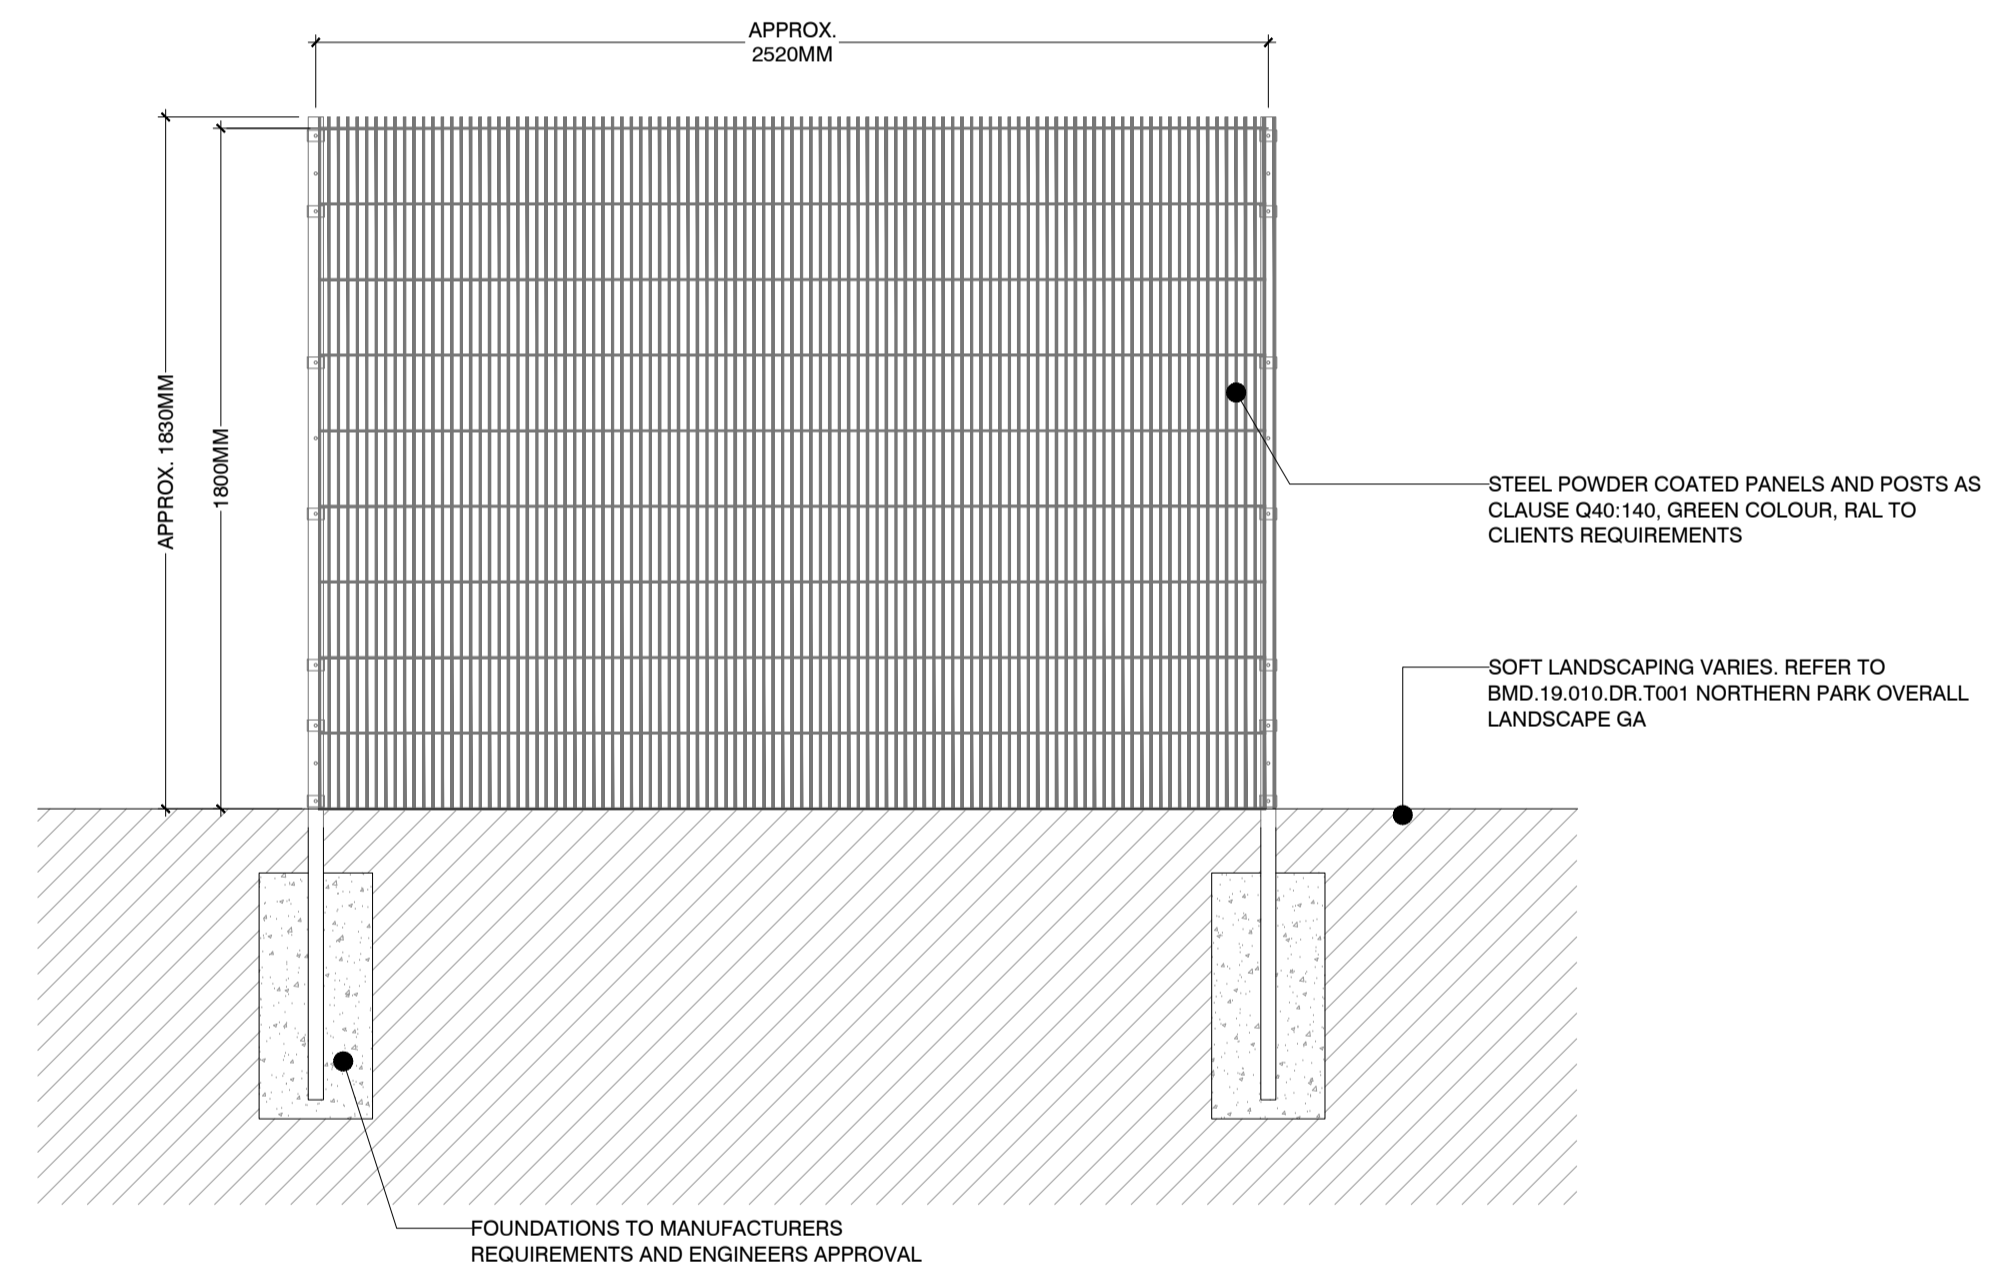 APPROX.
2520MM
APPROX. 1830MM
1800MM
STEEL POWDER COATED PANELS AND POSTS AS
CLAUSE Q40:140, GREEN COLOUR, RAL TO
CLIENTS REQUIREMENTS
SOFT LANDSCAPING VARIES. REFER TO
BMD.19.010.DR.T001 NORTHERN PARK OVERALL
LANDSCAPE GA
FOUNDATIONS TO MANUFACTURERS
REQUIREMENTS AND ENGINEERS APPROVAL